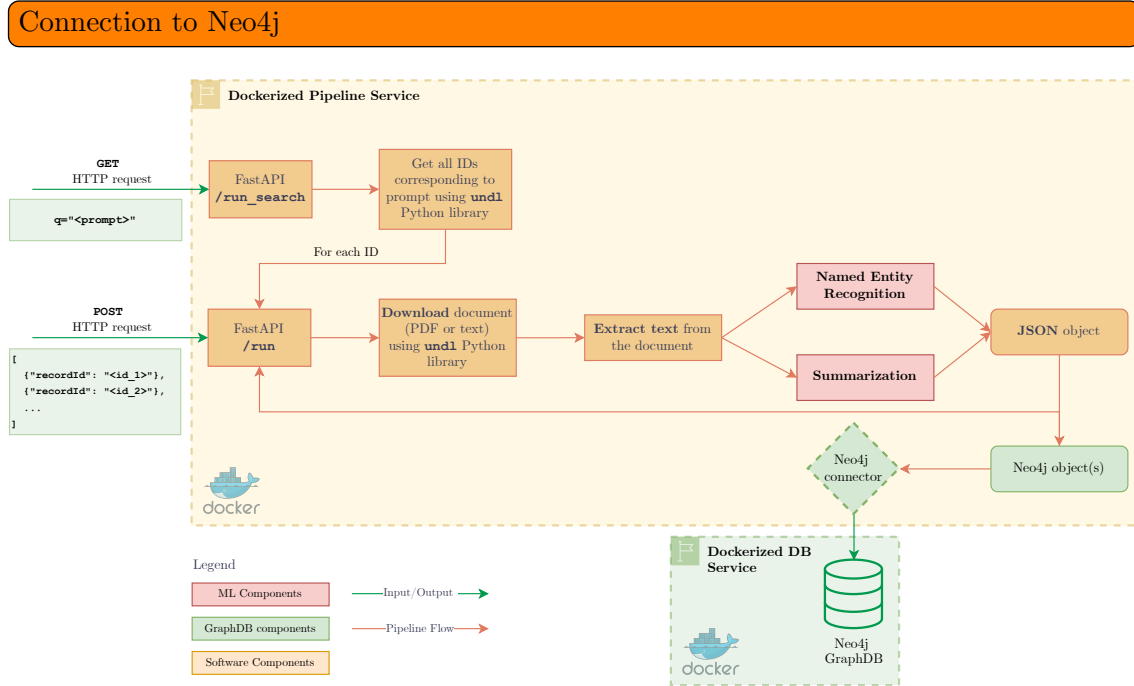 Connection to Neo4j
Dockerized Pipeline Service
GET
HTTP request
q="<prompt>"
FastAPI
/run_search
Get all IDs
corresponding to
prompt using undl
Python library
For each ID
POST
HTTP request
[
{"recordId": "<id_1>"},
{"recordId": "<id_2>"},
...
]
FastAPI
/run
Download document
(PDF or text)
using undl Python
library
Extract text from
the document
Named Entity
Recognition
Summarization
JSON object
Neo4j object(s)
Neo4j
connector
docker
Dockerized DB
Service
Neo4j
GraphDB
docker
Legend
ML Components
GraphDB components
Software Components
Input/Output
Pipeline Flow